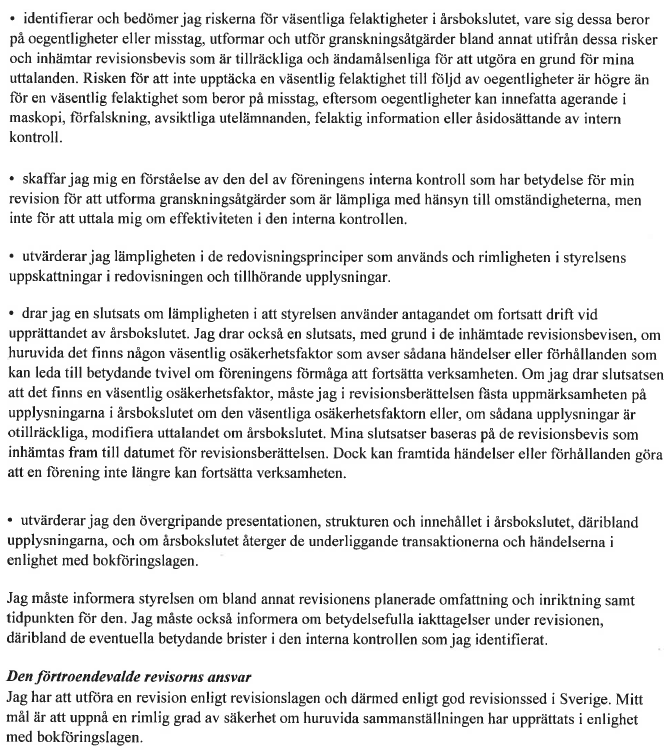 • identifierar och bedömer jag riskerna för väsentliga felaktigheter i årsbokslutet, vare sig dessa beror
på oegentligheter eller misstag, utformar och utför granskningsåtgärder bland annat utifrån dessa risker
och inhämtar revisionsbevis som är tillräckliga och ändamålsenliga för att utgöra en grund för mina
uttalanden. Risken för att inte upptäcka en väsentlig felaktighet till följd av oegentligheter är högre än
för en väsentlig felaktighet som beror på misstag, eftersom oegentligheter kan innefatta agerande i
maskopi, förfalskning, avsiktliga utelämnanden, felaktig information eller åsidosättande av intern
kontroll.
• skaffar jag mig en förståelse av den del av föreningens interna kontroll som har betydelse för min
revision för att utforma granskningsåtgärder som är lämpliga med hänsyn till omständigheterna, men
inte för att uttala mig om effektiviteten i den interna kontrollen.
• utvärderar jag lämpligheten i de redovisningsprinciper som används och rimligheten i styrelsens
uppskattningar i redovisningen och tillhörande upplysningar.
• drar jag en slutsats om lämpligheten i att styrelsen använder antagandet om fortsatt drift vid
upprättandet av årsbokslutet. Jag drar också en slutsats, med grund i de inhämtade revisionsbevisen, om
huruvida det finns någon väsentlig osäkerhetsfaktor som avser sådana händelser eller förhållanden som
kan leda till betydande tvivel om föreningens förmåga att fortsätta verksamheten. Om jag drar slutsatsen
att det finns en väsentlig osäkerhetsfaktor, måste jag i revisionsberättelsen fästa uppmärksamheten på
upplysningarna i årsbokslutet om den väsentliga osäkerhetsfaktorn eller, om sådana upplysningar är
otillräckliga, modifiera uttalandet om årsbokslutet. Mina slutsatser baseras på de revisionsbevis som
inhämtas fram till datumet för revisionsberättelsen. Dock kan framtida händelser eller förhållanden göra
att en förening inte längre kan fortsätta verksamheten.
• utvärderar jag den övergripande presentationen, strukturen och innehållet i årsbokslutet, däribland
upplysningarna, och om årsbokslutet återger de underliggande transaktionerna och händelserna i
enlighet med bokföringslagen.
Jag måste informera styrelsen om bland annat revisionens planerade omfattning och inriktning samt
tidpunkten för den. Jag måste också informera om betydelsefulla iakttagelser under revisionen,
däribland de eventuella betydande brister i den interna kontrollen som jag identifierat.
Den förtroendevalde revisorns ansvar
Jag har att utföra en revision enligt revisionslagen och därmed enligt god revisionssed i Sverige. Mitt
mål är att uppnå en rimlig grad av säkerhet om huruvida sammanställningen har upprättats i enlighet
med bokföringslagen.